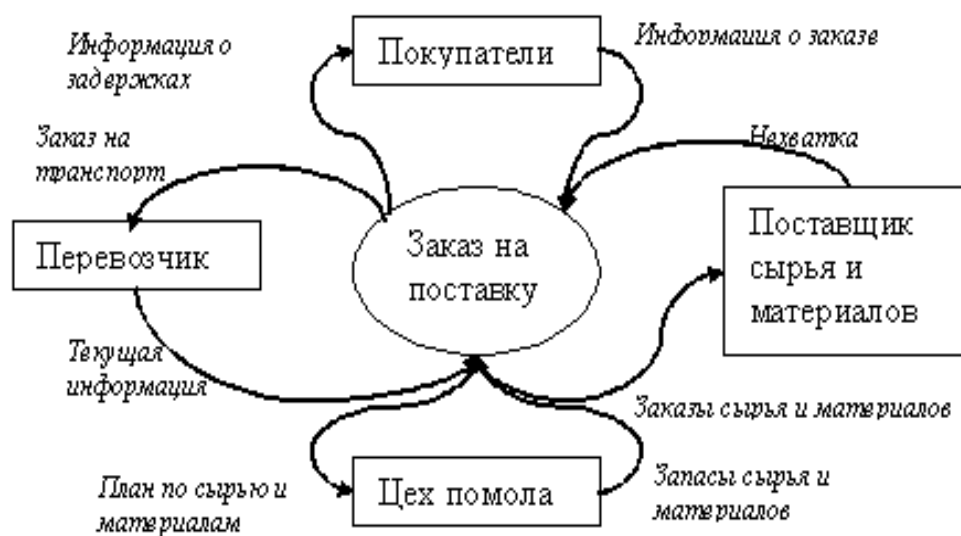 Информация о
задержках
Покупатели
Информация о заказе
Заказ на
транспорт
Нехватка
Перевозчик
Заказ на
поставку
Поставщик
сырья и
материалов
Текущая
информация
Заказы сырья и материалов
План по сырью и
материалам
Цех помола
Запасы сырья и
материалов